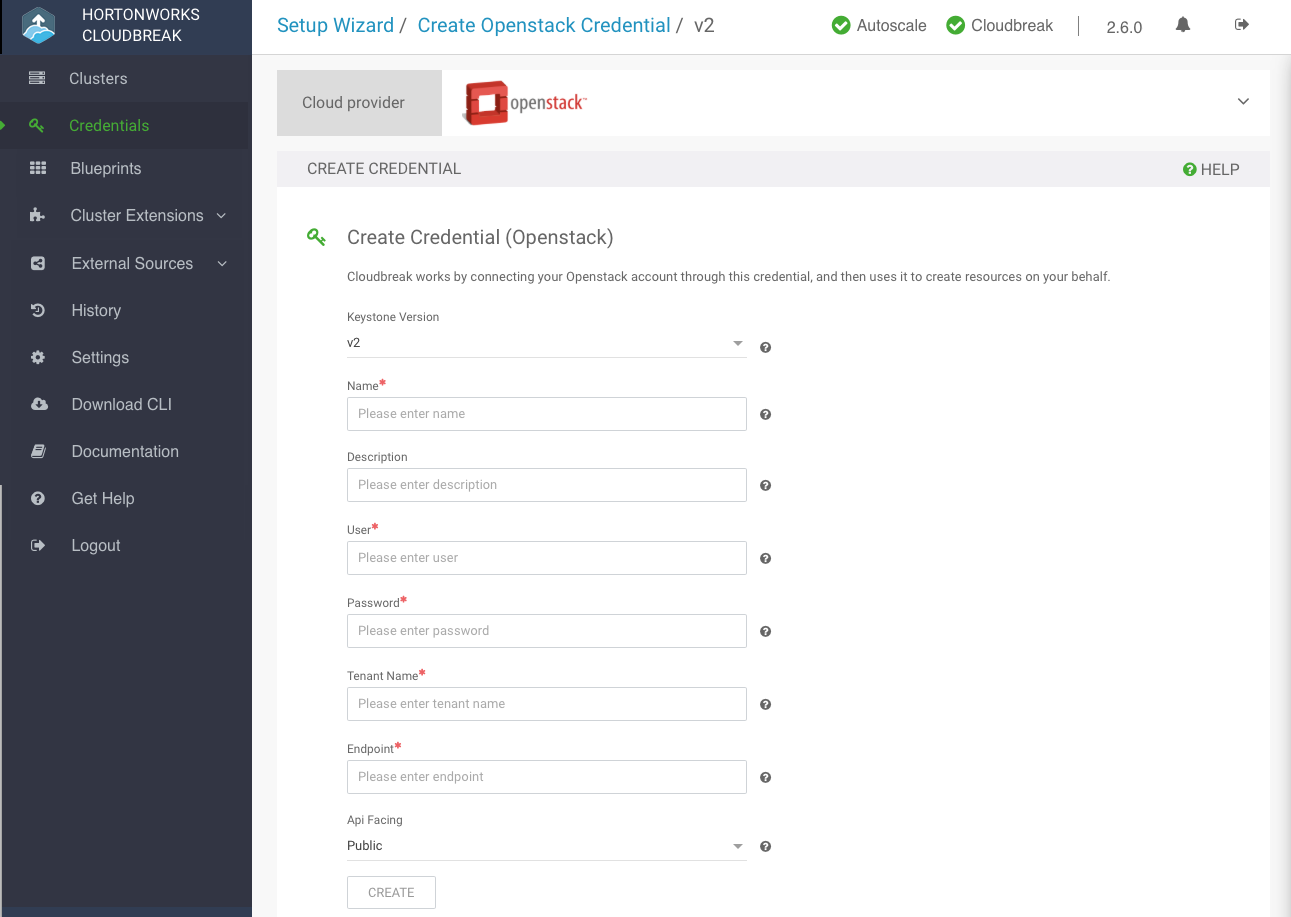 HORTONWORKS
CLOUDBREAK
Setup Wizard / Create Openstack Credential / v2
Autoscale
Cloudbreak
2.6.0
Clusters
Credentials
Blueprints
Cluster Extensions
External Sources
History
Settings
Download CLI
Documentation
Get Help
Logout
Cloud provider
openstack™
CREATE CREDENTIAL
HELP
Create Credential (Openstack)
Cloudbreak works by connecting your Openstack account through this credential, and then uses it to create resources on your behalf.
Keystone Version
v2
Name*
Please enter name
Description
Please enter description
User*
Please enter user
Password*
Please enter password
Tenant Name*
Please enter tenant name
Endpoint*
Please enter endpoint
Api Facing
Public
CREATE